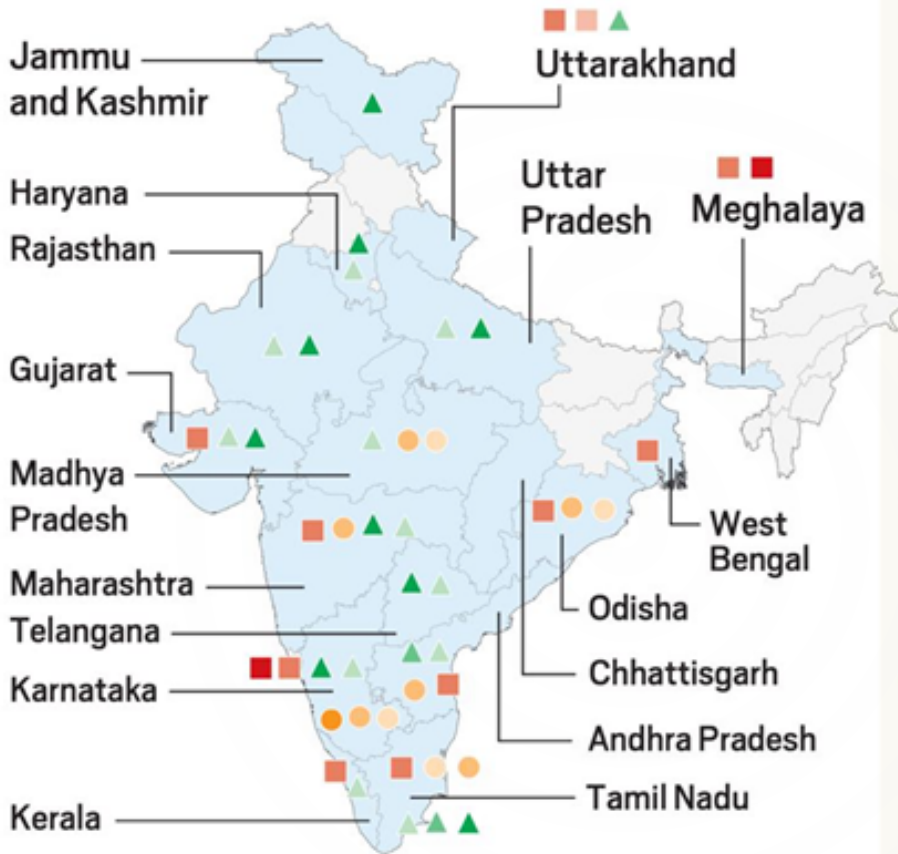 Jammu
and Kashmir
Uttarakhand
Haryana
Uttar
Pradesh
Meghalaya
Rajasthan
Gujarat
Madhya
Pradesh
West
Bengal
Maharashtra
Odisha
Telangana
Chhattisgarh
Karnataka
Andhra Pradesh
Tamil Nadu
Kerala